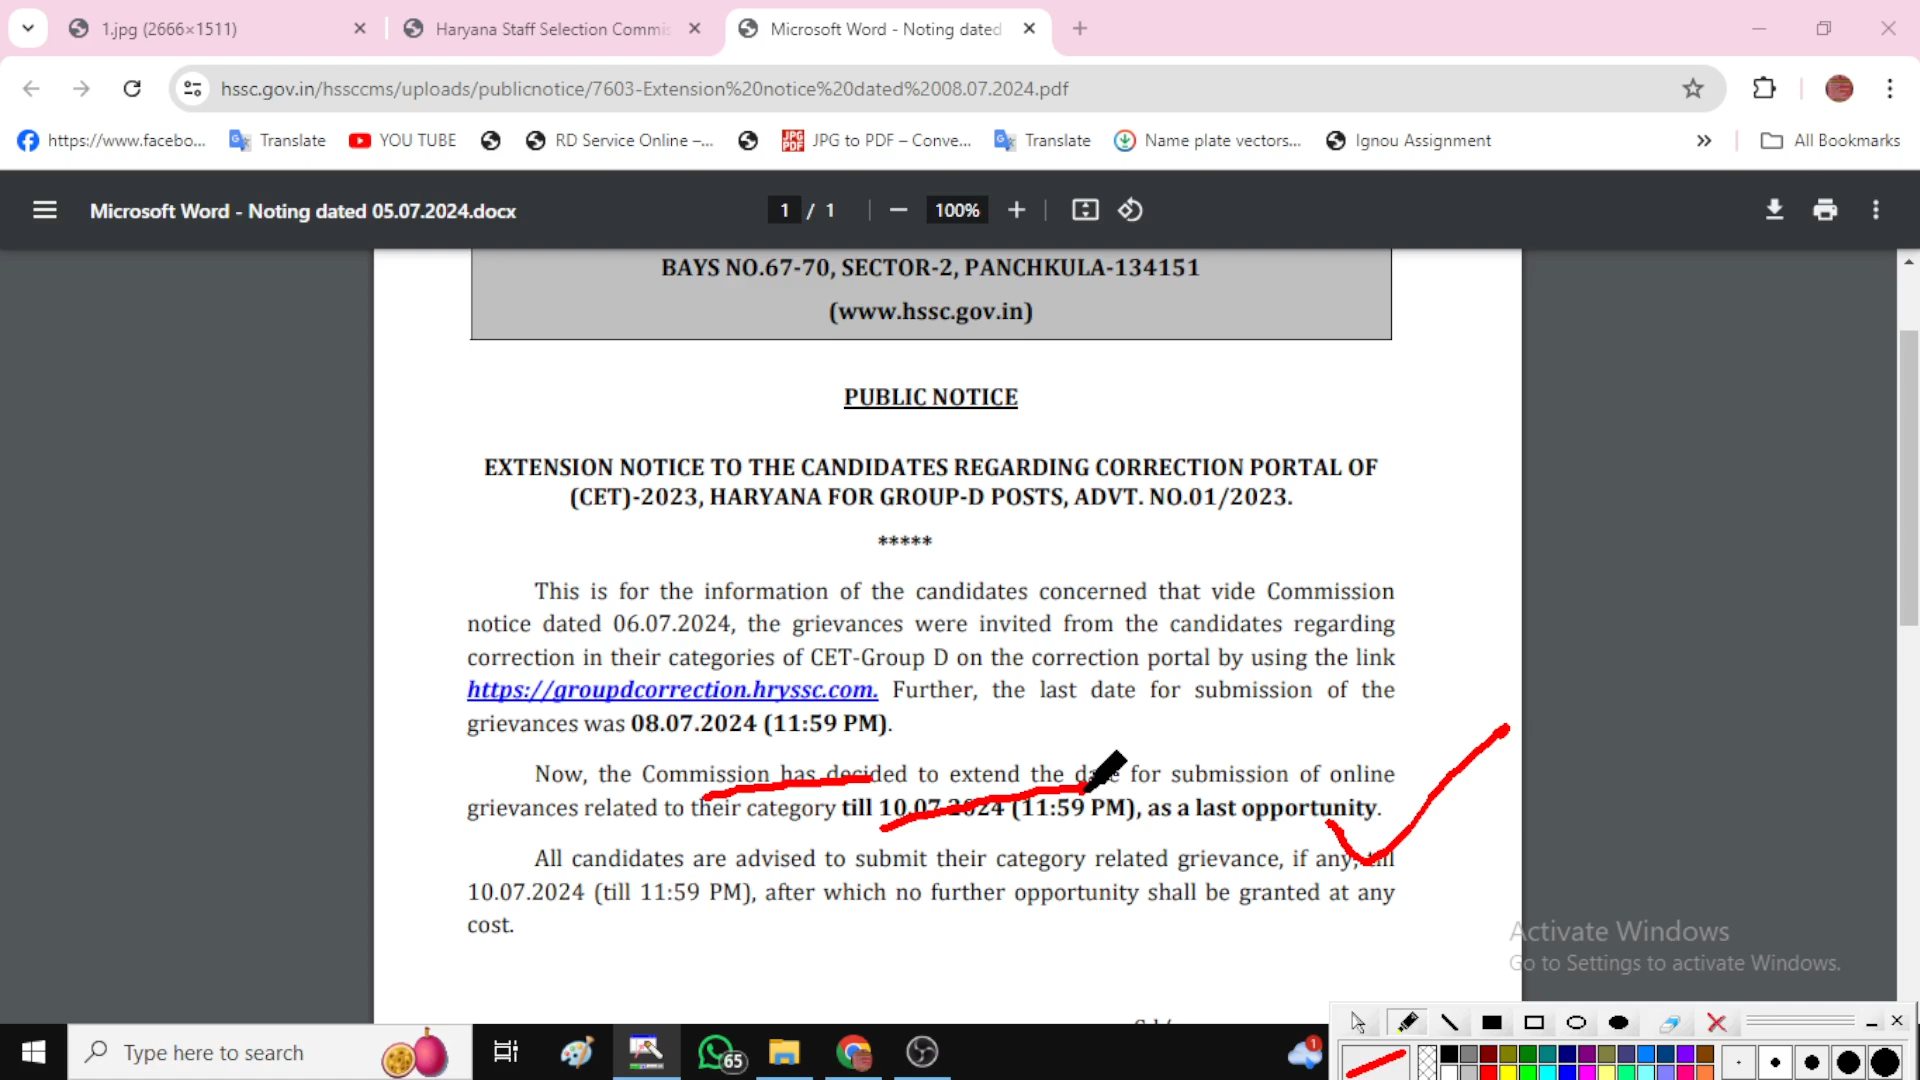 1.jpg (2666×1511)
Haryana Staff Selection Commis
Microsoft Word - Noting dated
hssc.gov.in/hssccms/uploads/publicnotice/7603-Extension%20notice%20dated%2008.07.2024.pdf
https://www.facebo...
Translate
YOU TUBE
RD Service Online –...
JPG to PDF – Conve...
Translate
Name plate vectors...
Ignou Assignment
All Bookmarks
Microsoft Word - Noting dated 05.07.2024.docx
1 / 1
100%
BAYS NO.67-70, SECTOR-2, PANCHKULA-134151
(www.hssc.gov.in)
PUBLIC NOTICE
EXTENSION NOTICE TO THE CANDIDATES REGARDING CORRECTION PORTAL OF
(CET)-2023, HARYANA FOR GROUP-D POSTS, ADVT. NO.01/2023.
*****
This is for the information of the candidates concerned that vide Commission
notice dated 06.07.2024, the grievances were invited from the candidates regarding
correction in their categories of CET-Group D on the correction portal by using the link
https://groupdcorrection.hryssc.com. Further, the last date for submission of the
grievances was 08.07.2024 (11:59 PM).
Now, the Commission has decided to extend the date for submission of online
grievances related to their category till 10.07.2024 (11:59 PM), as a last opportunity.
All candidates are advised to submit their category related grievance, if any, till
10.07.2024 (till 11:59 PM), after which no further opportunity shall be granted at any
cost.
Activate Windows
Go to Settings to activate Windows.
Type here to search
65
1